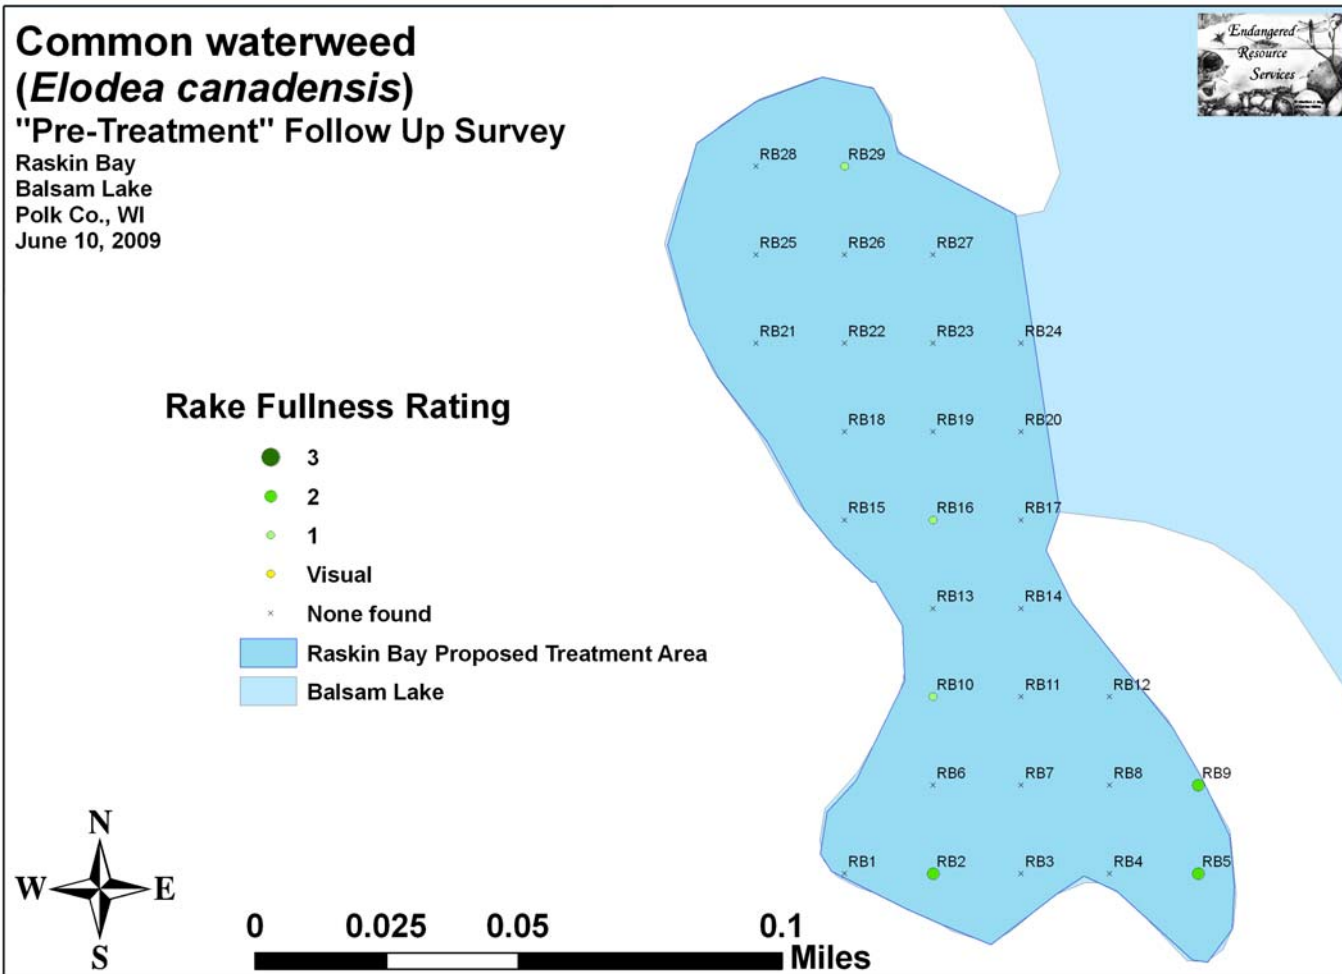 Common waterweed
(Elodea canadensis)
"Pre-Treatment" Follow Up Survey
Raskin Bay
Balsam Lake
Polk Co., WI
June 10, 2009
Endangered
Resource
Services
RB28 RB29
RB25 RB26 RB27
RB21 RB22 RB23 RB24
RB18 RB19 RB20
RB15 RB16 RB17
RB13 RB14
RB10 RB11 RB12
RB6 RB7 RB8 RB9
RB1 RB2 RB3 RB4 RB5
Rake Fullness Rating
3
2
1
Visual
None found
Raskin Bay Proposed Treatment Area
Balsam Lake
N
W E
S
0 0.025 0.05 0.1
Miles